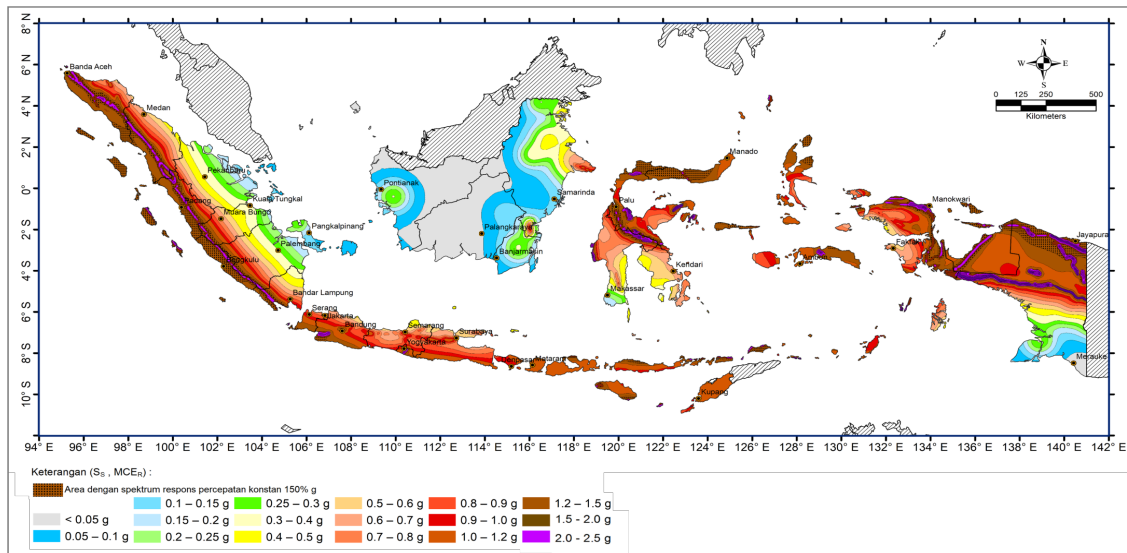 8° N
6° N
4° N
2° N
0°
2° S
4° S
6° S
8° S
10° S
94° E 96° E 98° E 100° E 102° E 104° E 106° E 108° E 110° E 112° E 114° E 116° E 118° E 120° E 122° E 124° E 126° E 128° E 130° E 132° E 134° E 136° E 138° E 140° E 142° E
N
W E
S
0 125 250 500
Kilometers
Banda Aceh
Medan
Pekanbaru
Padang
Kuala Tungkal
Muara Bungo
Pangkalpinang
Palembang
Bengkulu
Bandar Lampung
Serang
Jakarta
Bandung
Semarang
Yogyakarta
Surabaya
Denpasar
Mataram
Kupang
Pontianak
Palangkaraya
Banjarmasin
Samarinda
Palu
Manado
Kendari
Makassar
Ambon
Fakfak
Manokwari
Jayapura
Merauke
Keterangan (S_S , MCE_R) :
Area dengan spektrum respons percepatan konstan 150% g
0.1 – 0.15 g 0.25 – 0.3 g 0.5 – 0.6 g 0.8 – 0.9 g 1.2 – 1.5 g
< 0.05 g 0.15 – 0.2 g 0.3 – 0.4 g 0.6 – 0.7 g 0.9 – 1.0 g 1.5 - 2.0 g
0.05 – 0.1 g 0.2 – 0.25 g 0.4 – 0.5 g 0.7 – 0.8 g 1.0 – 1.2 g 2.0 - 2.5 g